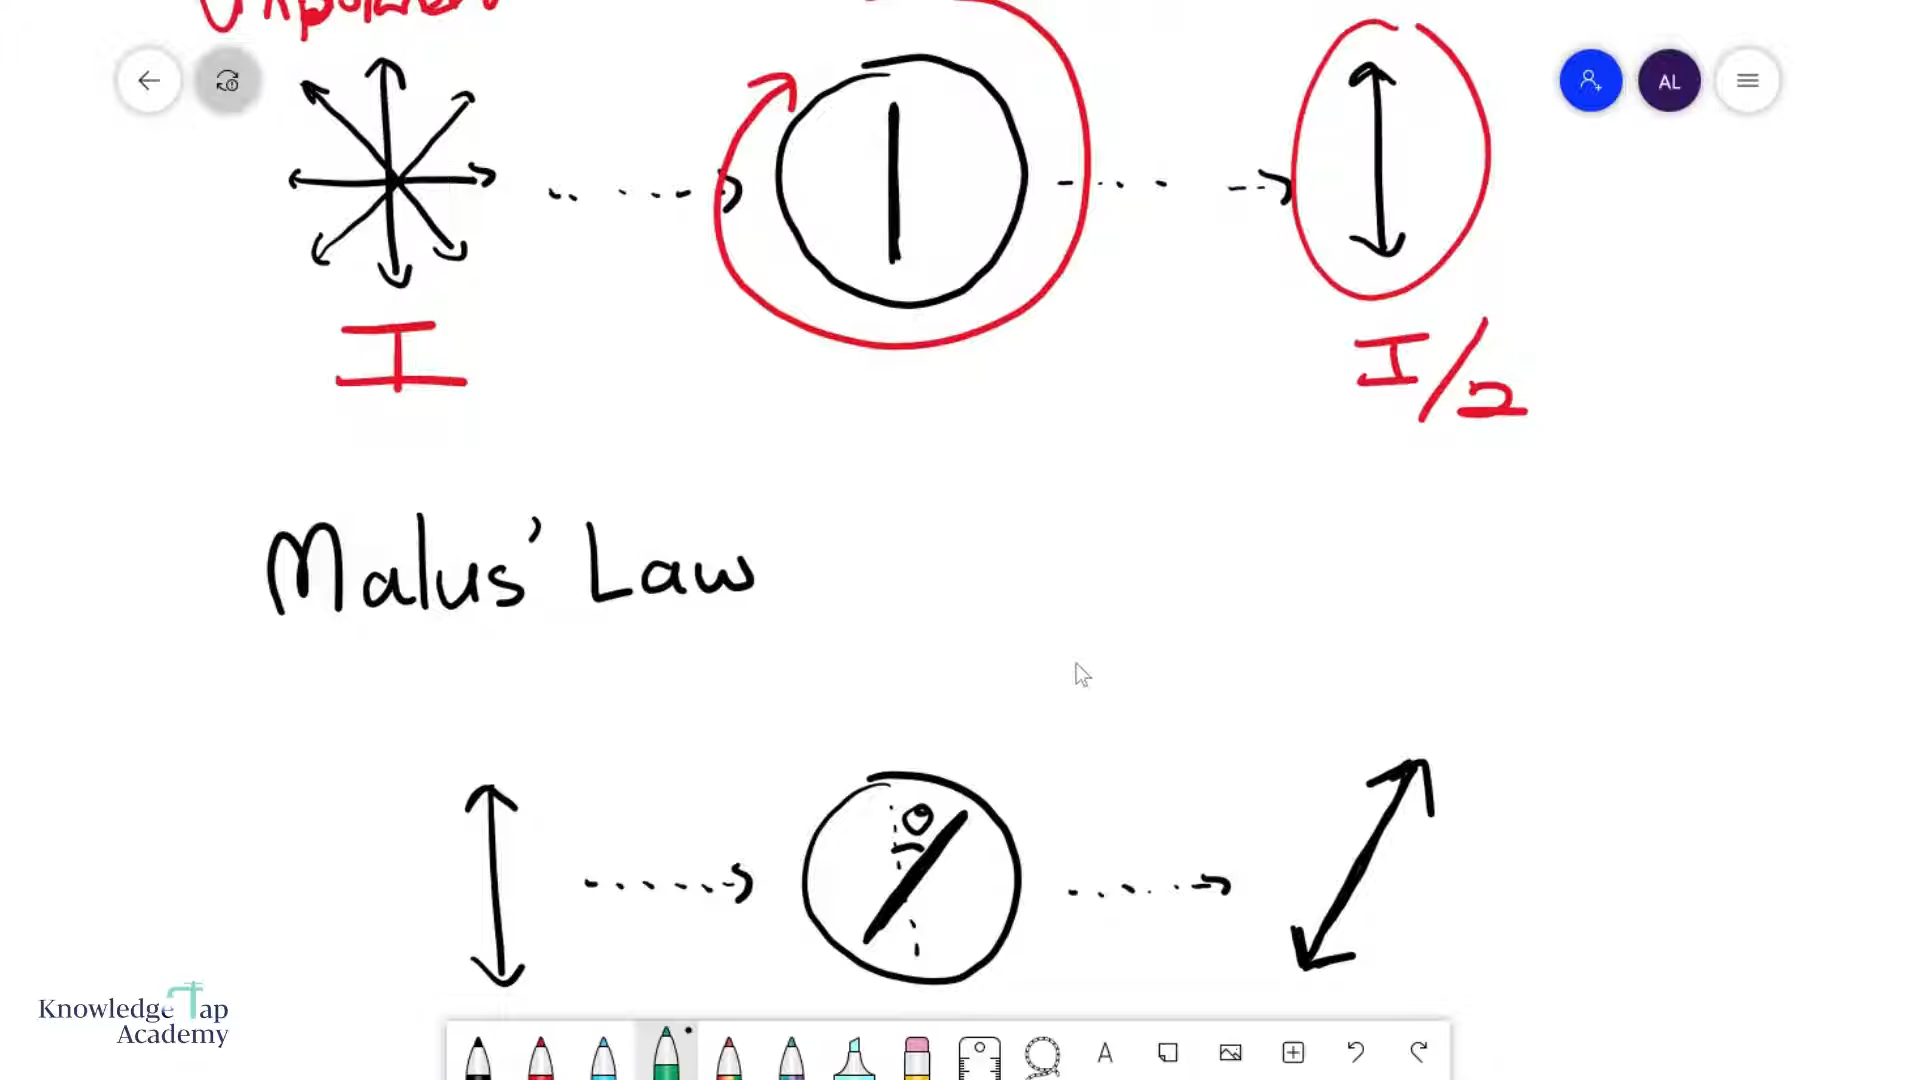 AL
I
I/2
Malus' Law
θ
Knowledge Tap
Academy
A